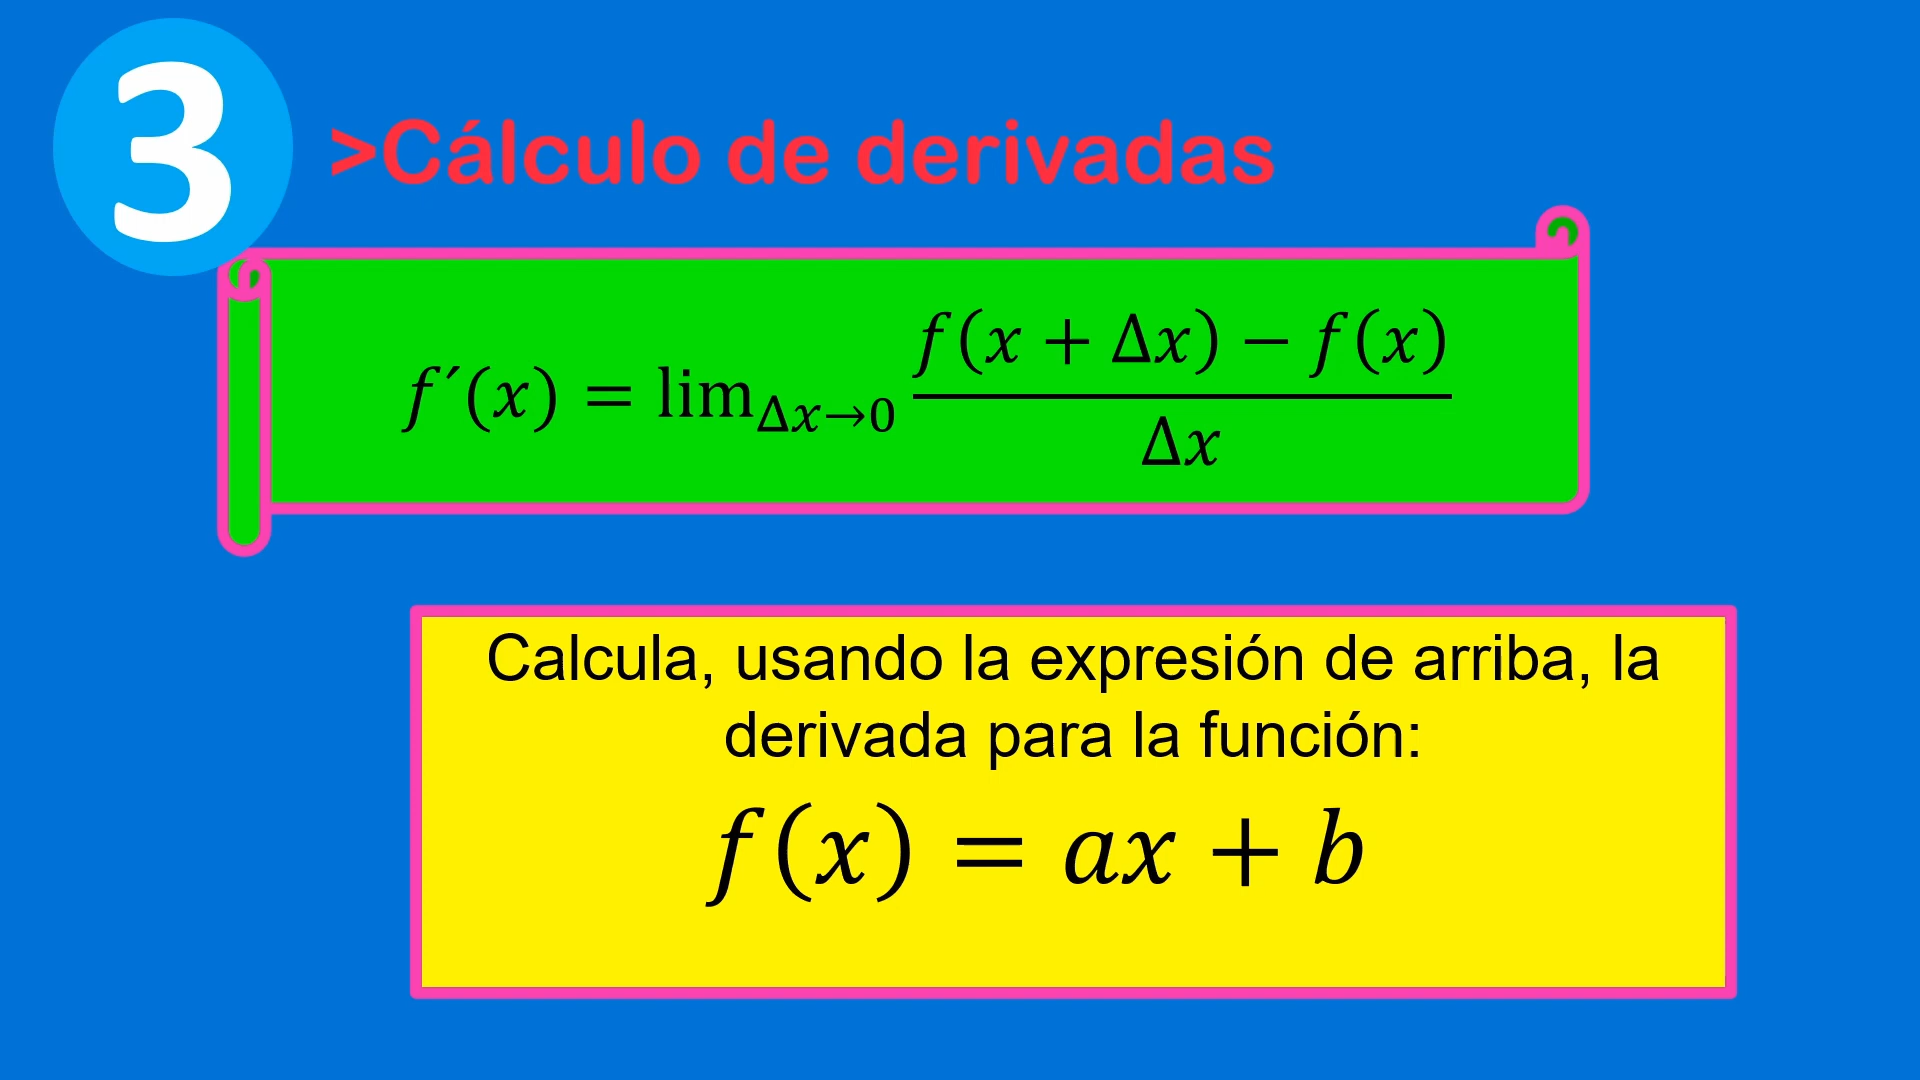 3
>Cálculo de derivadas
f´(x) = lim_{Δx→0} \frac{f(x + Δx) − f(x)}{Δx}
Calcula, usando la expresión de arriba, la
derivada para la función:
f(x) = ax + b